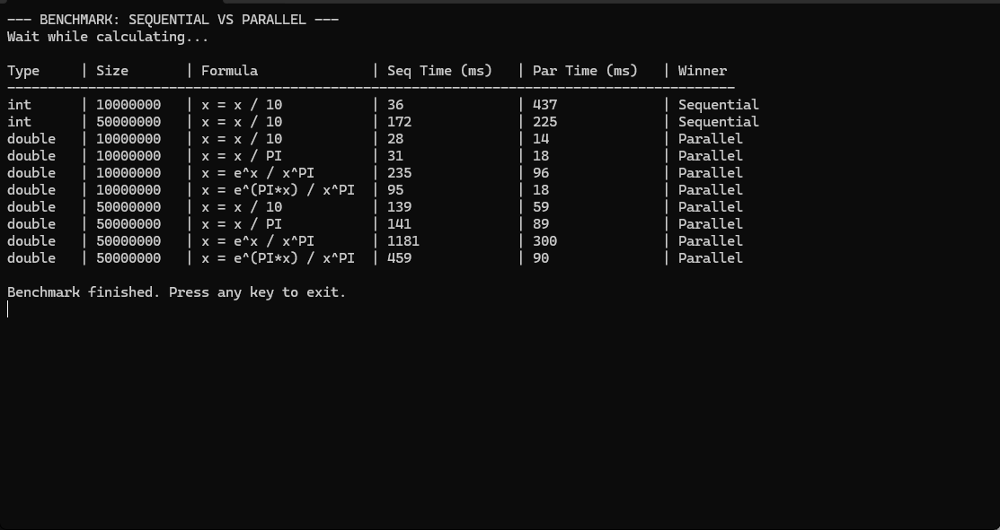 --- BENCHMARK: SEQUENTIAL VS PARALLEL ---
Wait while calculating...
Type     | Size       | Formula              | Seq Time (ms)   | Par Time (ms)   | Winner
------------------------------------------------------------------------------------------
int      | 10000000   | x = x / 10           | 36              | 437             | Sequential
int      | 50000000   | x = x / 10           | 172             | 225             | Sequential
double   | 10000000   | x = x / 10           | 28              | 14              | Parallel
double   | 10000000   | x = x / PI           | 31              | 18              | Parallel
double   | 10000000   | x = e^x / x^PI       | 235             | 96              | Parallel
double   | 10000000   | x = e^(PI*x) / x^PI  | 95              | 18              | Parallel
double   | 50000000   | x = x / 10           | 139             | 59              | Parallel
double   | 50000000   | x = x / PI           | 141             | 89              | Parallel
double   | 50000000   | x = e^x / x^PI       | 1181            | 300             | Parallel
double   | 50000000   | x = e^(PI*x) / x^PI  | 459             | 90              | Parallel
Benchmark finished. Press any key to exit.